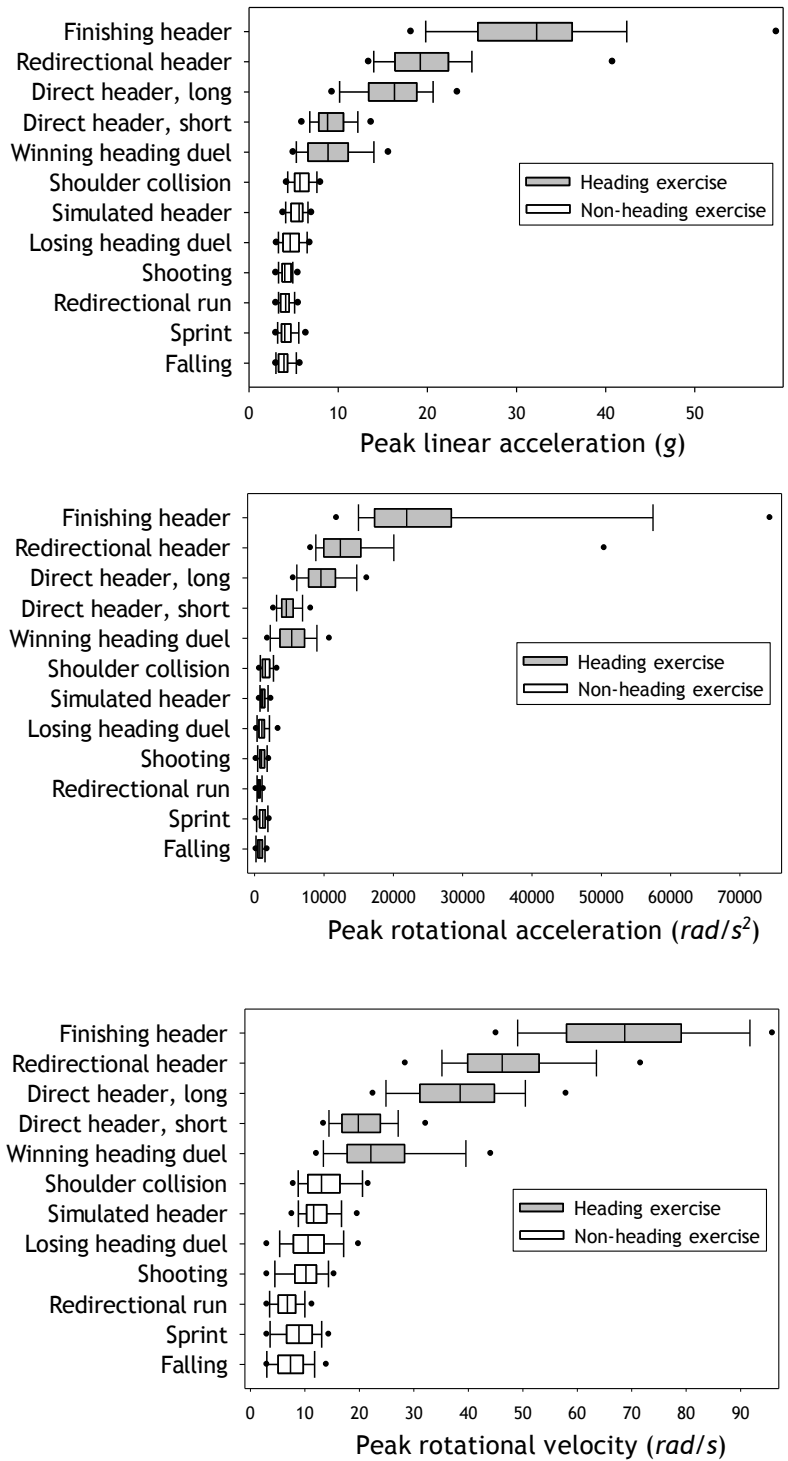 Finishing header
Redirectional header
Direct header, long
Direct header, short
Winning heading duel
Shoulder collision
Simulated header
Losing heading duel
Shooting
Redirectional run
Sprint
Falling
Heading exercise
Non-heading exercise
0 10 20 30 40 50
Peak linear acceleration (g)
Finishing header
Redirectional header
Direct header, long
Direct header, short
Winning heading duel
Shoulder collision
Simulated header
Losing heading duel
Shooting
Redirectional run
Sprint
Falling
Heading exercise
Non-heading exercise
0 10000 20000 30000 40000 50000 60000 70000
Peak rotational acceleration (rad/s²)
Finishing header
Redirectional header
Direct header, long
Direct header, short
Winning heading duel
Shoulder collision
Simulated header
Losing heading duel
Shooting
Redirectional run
Sprint
Falling
Heading exercise
Non-heading exercise
0 10 20 30 40 50 60 70 80 90
Peak rotational velocity (rad/s)